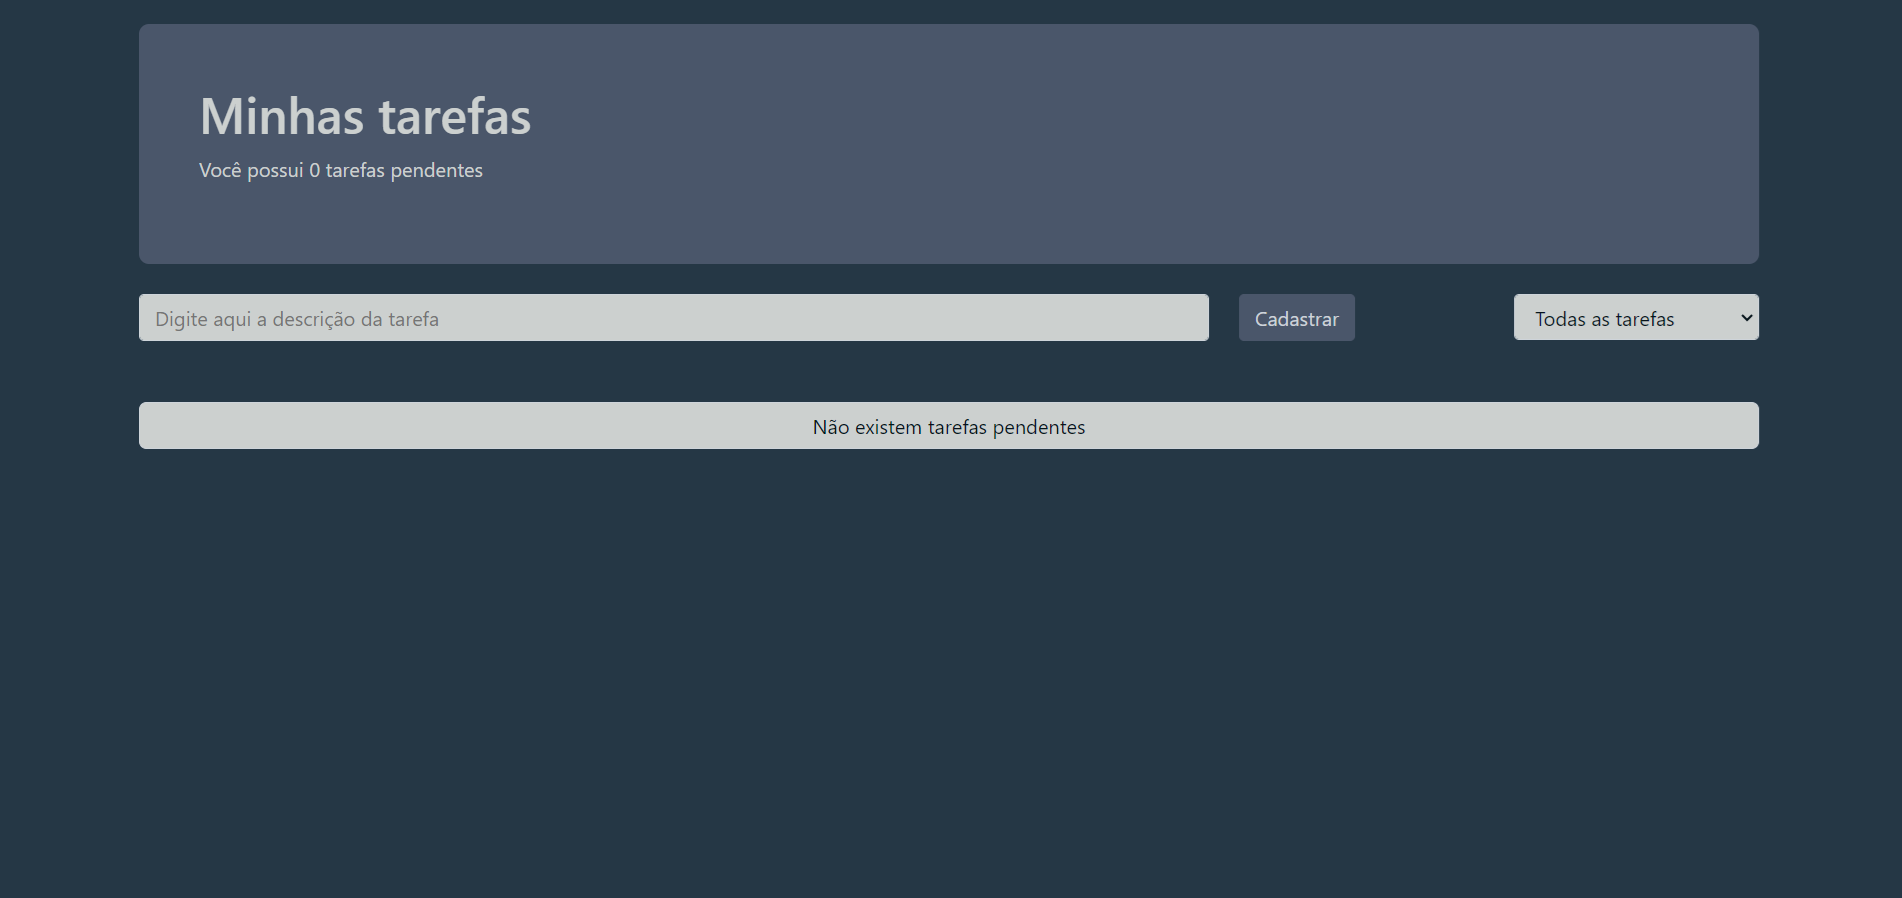 Minhas tarefas
Você possui 0 tarefas pendentes
Digite aqui a descrição da tarefa
Cadastrar
Todas as tarefas
Não existem tarefas pendentes